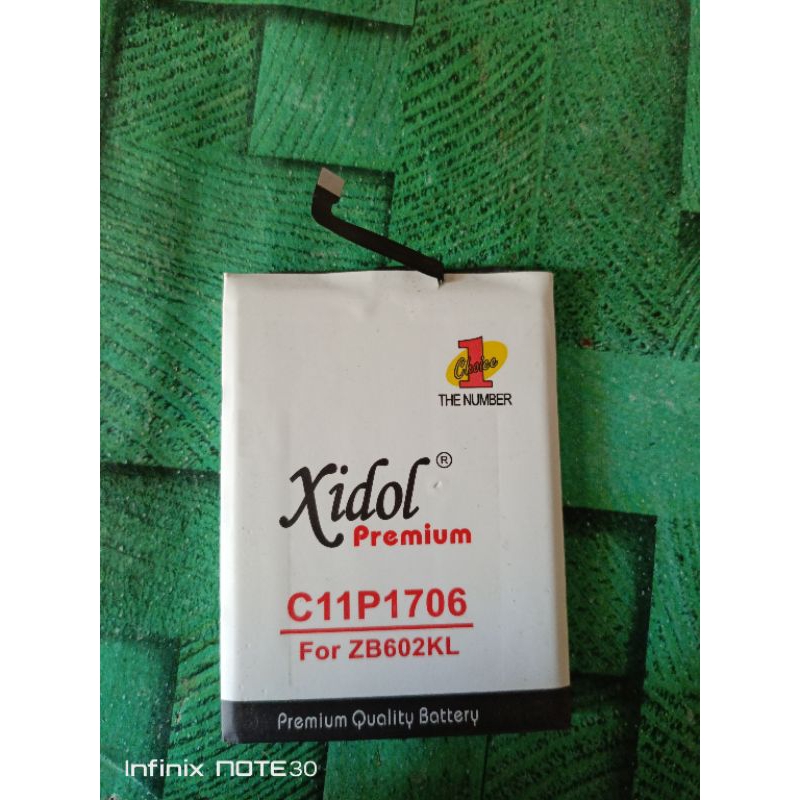 1
Choice
THE NUMBER
Xidol®
Premium
C11P1706
For ZB602KL
Premium Quality Battery
Infinix NOTE30